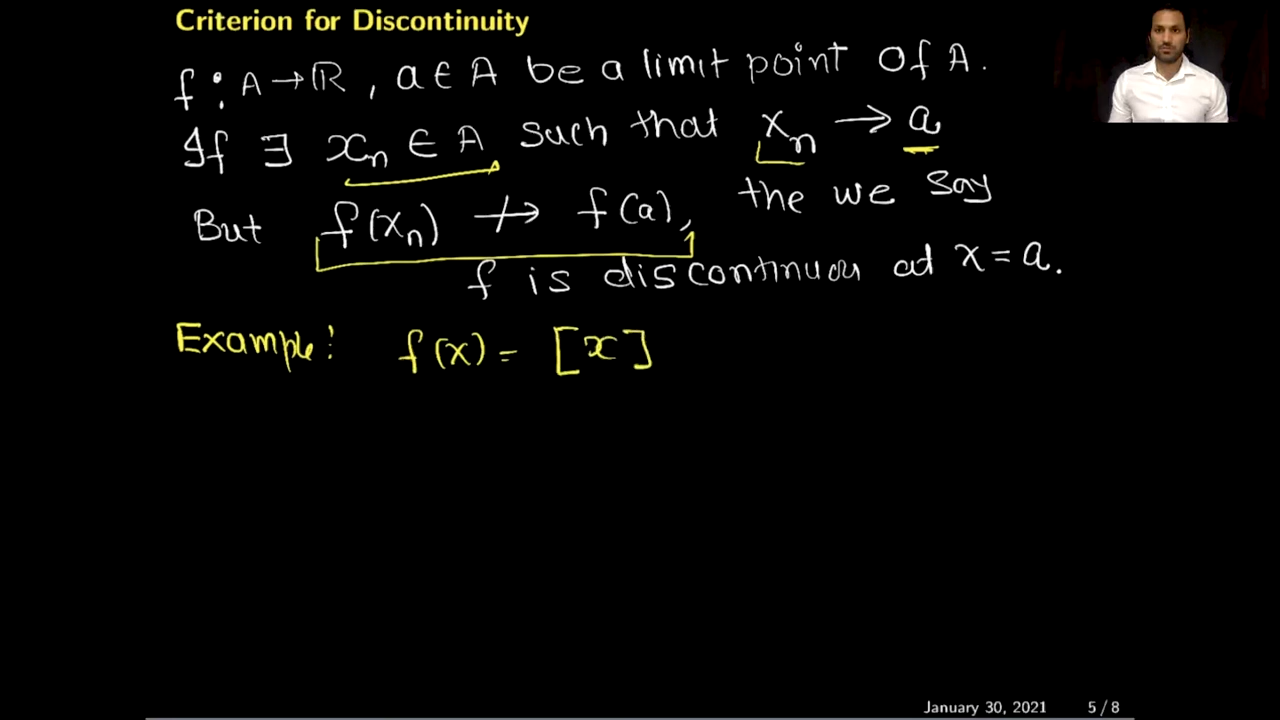 Criterion for Discontinuity
f : A → ℝ, a ∈ A be a limit point of A.
If ∃ xₙ ∈ A such that xₙ → a
But f(xₙ) ↛ f(a), the we say
f is discontinuous at x = a.
Example: f(x) = [x]
January 30, 2021 5 / 8